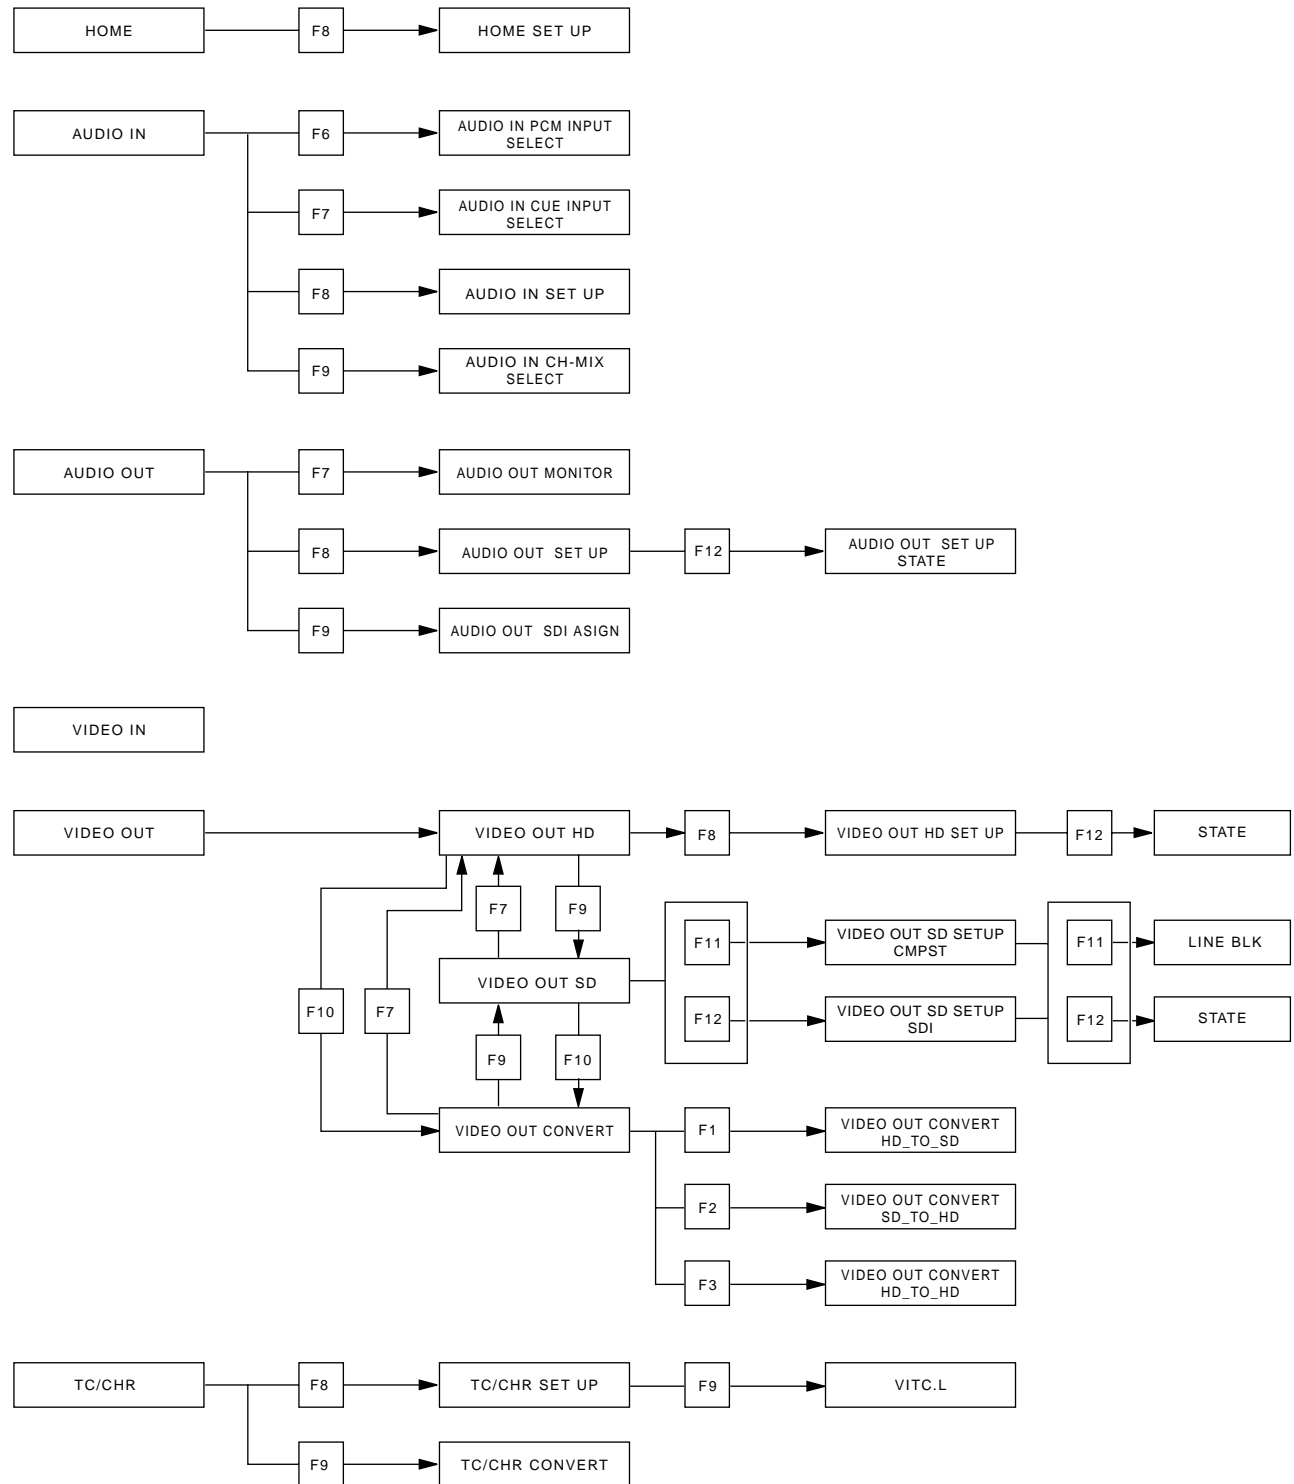 HOME
F8
HOME SET UP
AUDIO IN
F6
AUDIO IN PCM INPUT
SELECT
F7
AUDIO IN CUE INPUT
SELECT
F8
AUDIO IN SET UP
F9
AUDIO IN CH-MIX
SELECT
AUDIO OUT
F7
AUDIO OUT MONITOR
F8
AUDIO OUT SET UP
F12
AUDIO OUT SET UP
STATE
F9
AUDIO OUT SDI ASIGN
VIDEO IN
VIDEO OUT
VIDEO OUT HD
F8
VIDEO OUT HD SET UP
F12
STATE
F7
F9
F11
VIDEO OUT SD SETUP
CMPST
F11
LINE BLK
VIDEO OUT SD
F10
F7
F12
VIDEO OUT SD SETUP
SDI
F12
STATE
F9
F10
VIDEO OUT CONVERT
F1
VIDEO OUT CONVERT
HD_TO_SD
F2
VIDEO OUT CONVERT
SD_TO_HD
F3
VIDEO OUT CONVERT
HD_TO_HD
TC/CHR
F8
TC/CHR SET UP
F9
VITC.L
F9
TC/CHR CONVERT